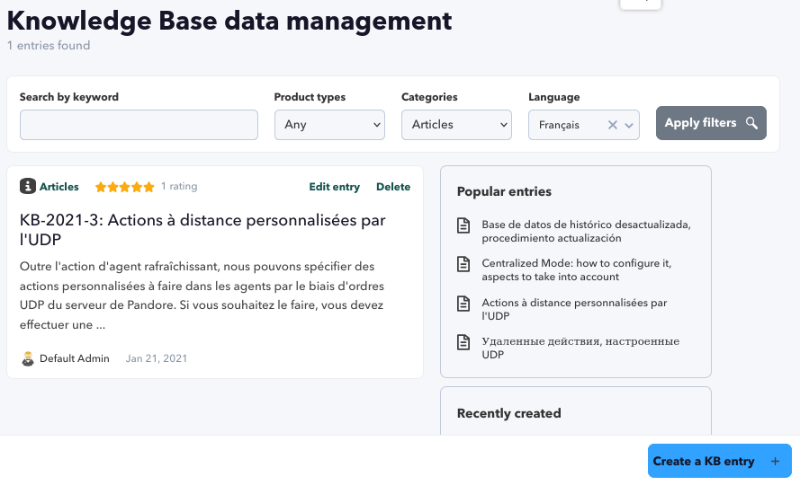 Knowledge Base data management
1 entries found
Search by keyword
Product types
Categories
Language
Any
Articles
Français
Apply filters
Articles
1 rating
Edit entry
Delete
KB-2021-3: Actions à distance personnalisées par
l'UDP
Outre l'action d'agent rafraîchissant, nous pouvons spécifier des
actions personnalisées à faire dans les agents par le biais d'ordres
UDP du serveur de Pandore. Si vous souhaitez le faire, vous devez
effectuer une ...
Default Admin
Jan 21, 2021
Popular entries
Base de datos de histórico desactualizada,
procedimiento actualización
Centralized Mode: how to configure it,
aspects to take into account
Actions à distance personnalisées par
l'UDP
Удаленные действия, настроенные
UDP
Recently created
Create a KB entry +